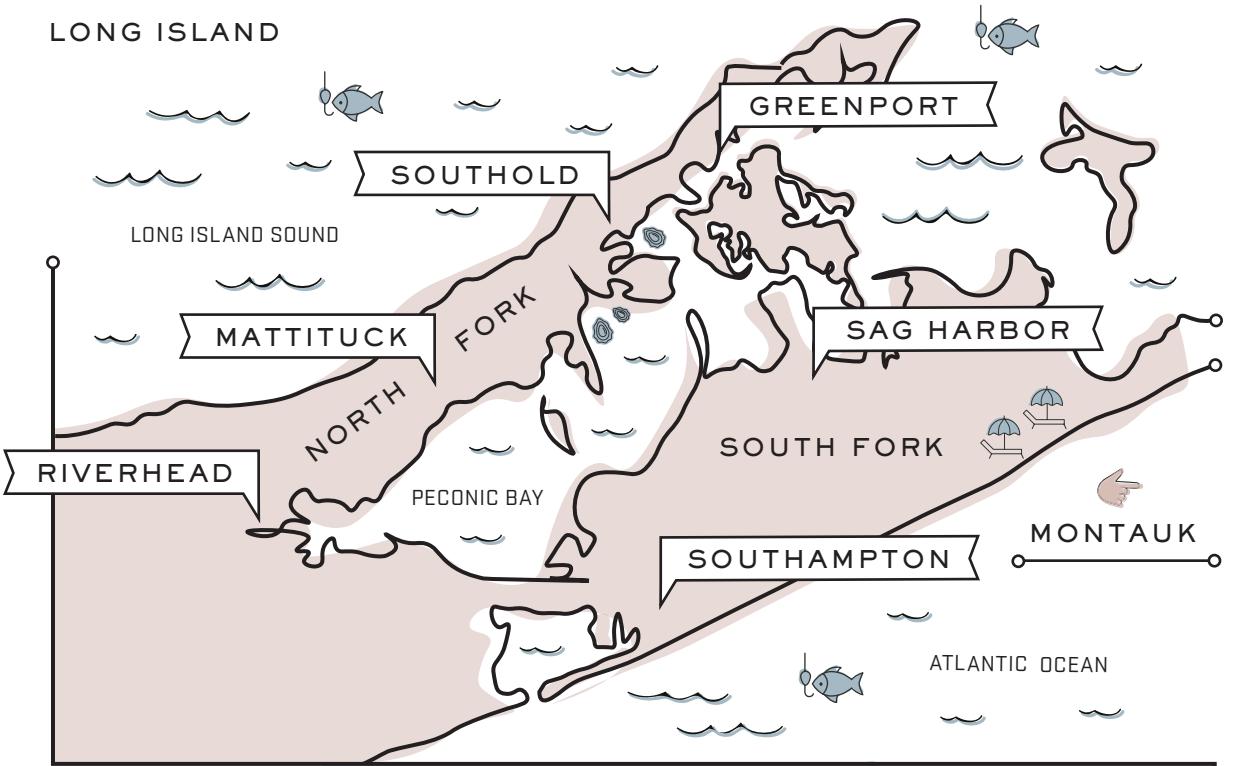 LONG ISLAND
GREENPORT
SOUTHOLD
LONG ISLAND SOUND
MATTITUCK
SAG HARBOR
NORTH FORK
SOUTH FORK
RIVERHEAD
PECONIC BAY
MONTAUK
SOUTHAMPTON
ATLANTIC OCEAN